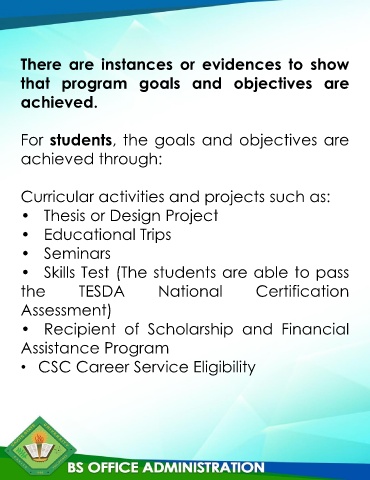 There are instances or evidences to show
that program goals and objectives are
achieved.
For students, the goals and objectives are
achieved through:
Curricular activities and projects such as:
• Thesis or Design Project
• Educational Trips
• Seminars
• Skills Test (The students are able to pass
the TESDA National Certification
Assessment)
• Recipient of Scholarship and Financial
Assistance Program
• CSC Career Service Eligibility
BS OFFICE ADMINISTRATION